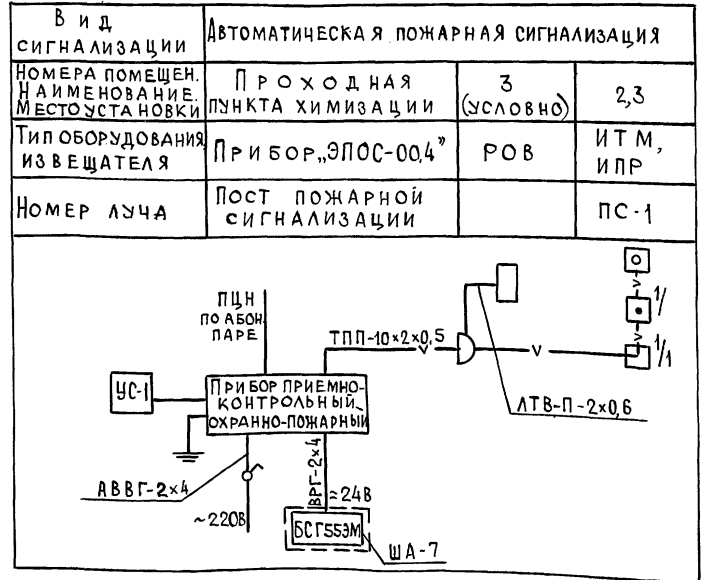 Вид
сигнализации
Автоматическая пожарная сигнализация
Номера помещен.
Наименование.
Место установки
Проходная
пункта химизации
3
(условно)
2,3
Тип оборудования
извещателя
Прибор „ЭПОС-00,4”
РОВ
ИТМ,
ИПР
Номер луча
Пост пожарной
сигнализации
ПС-1
ПЦН
по абон.
паре
ТПП-10×2×0,5
V
V
V
V
1/
1/1
УС-1
Прибор приемно-
контрольный
охранно-пожарный
ЛТВ-П-2×0,6
АВВГ-2×4
ВРГ-2×4
=24В
~220В
БСГ55ЭМ
ША-7